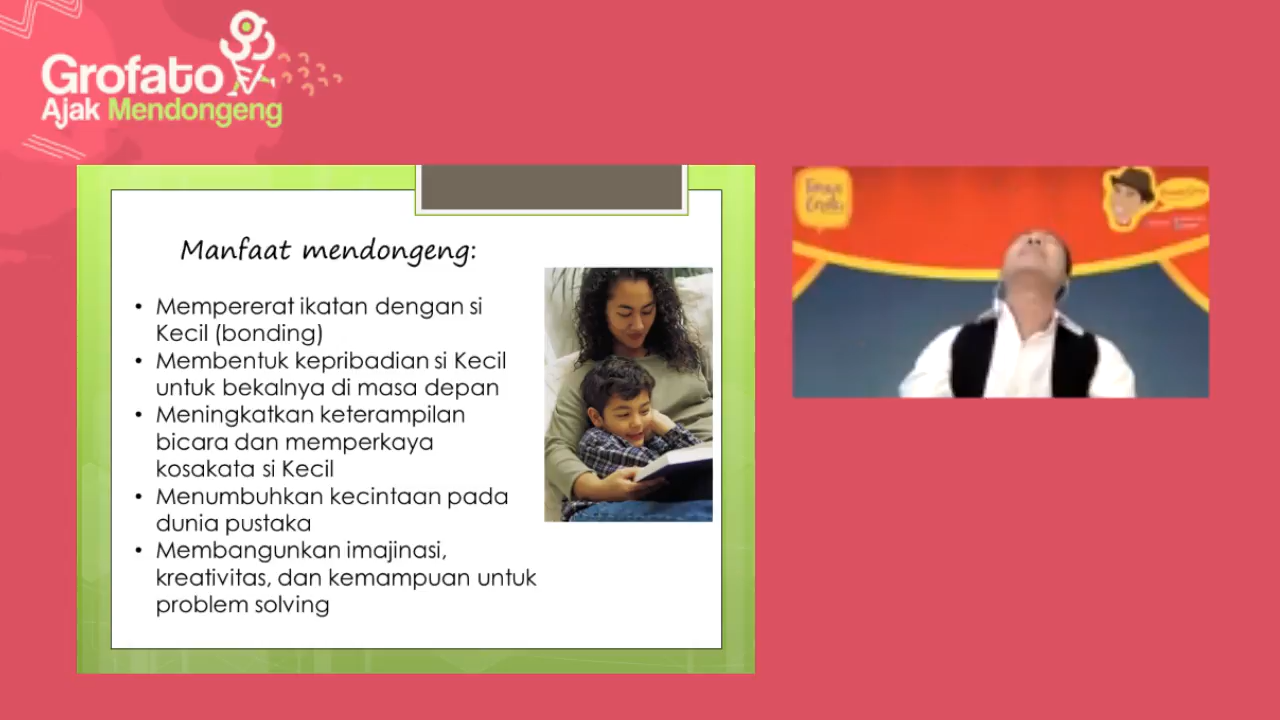 Grofato
Ajak Mendongeng
Manfaat mendongeng:
• Mempererat ikatan dengan si
Kecil (bonding)
• Membentuk kepribadian si Kecil
untuk bekalnya di masa depan
• Meningkatkan keterampilan
bicara dan memperkaya
kosakata si Kecil
• Menumbuhkan kecintaan pada
dunia pustaka
• Membangunkan imajinasi,
kreativitas, dan kemampuan untuk
problem solving